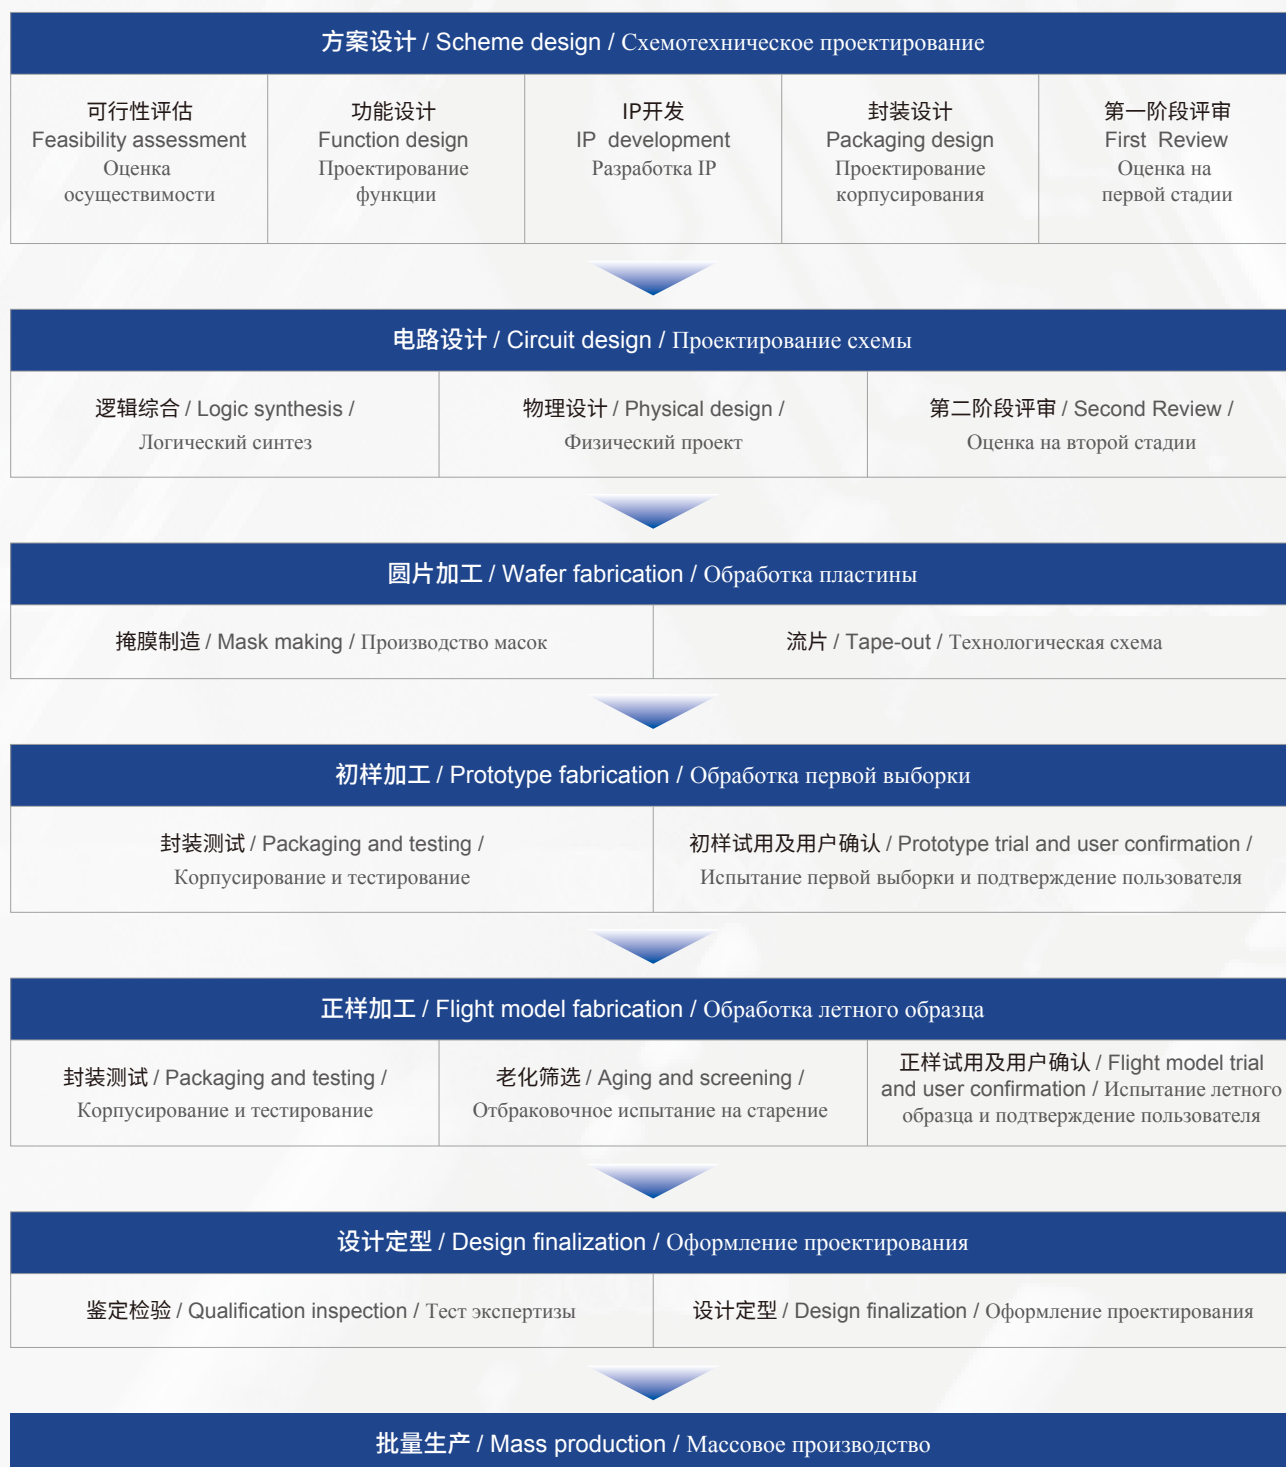 方案设计 / Scheme design / Схемотехническое проектирование
可行性评估
Feasibility assessment
Оценка
осуществимости
功能设计
Function design
Проектирование
функции
IP开发
IP development
Разработка IP
封装设计
Packaging design
Проектирование
корпусирования
第一阶段评审
First Review
Оценка на
первой стадии
电路设计 / Circuit design / Проектирование схемы
逻辑综合 / Logic synthesis /
Логический синтез
物理设计 / Physical design /
Физический проект
第二阶段评审 / Second Review /
Оценка на второй стадии
圆片加工 / Wafer fabrication / Обработка пластины
掩膜制造 / Mask making / Производство масок
流片 / Tape-out / Технологическая схема
初样加工 / Prototype fabrication / Обработка первой выборки
封装测试 / Packaging and testing /
Корпусирование и тестирование
初样试用及用户确认 / Prototype trial and user confirmation /
Испытание первой выборки и подтверждение пользователя
正样加工 / Flight model fabrication / Обработка летного образца
封装测试 / Packaging and testing /
Корпусирование и тестирование
老化筛选 / Aging and screening /
Отбраковочное испытание на старение
正样试用及用户确认 / Flight model trial
and user confirmation / Испытание летного
образца и подтверждение пользователя
设计定型 / Design finalization / Оформление проектирования
鉴定检验 / Qualification inspection / Тест экспертизы
设计定型 / Design finalization / Оформление проектирования
批量生产 / Mass production / Массовое производство